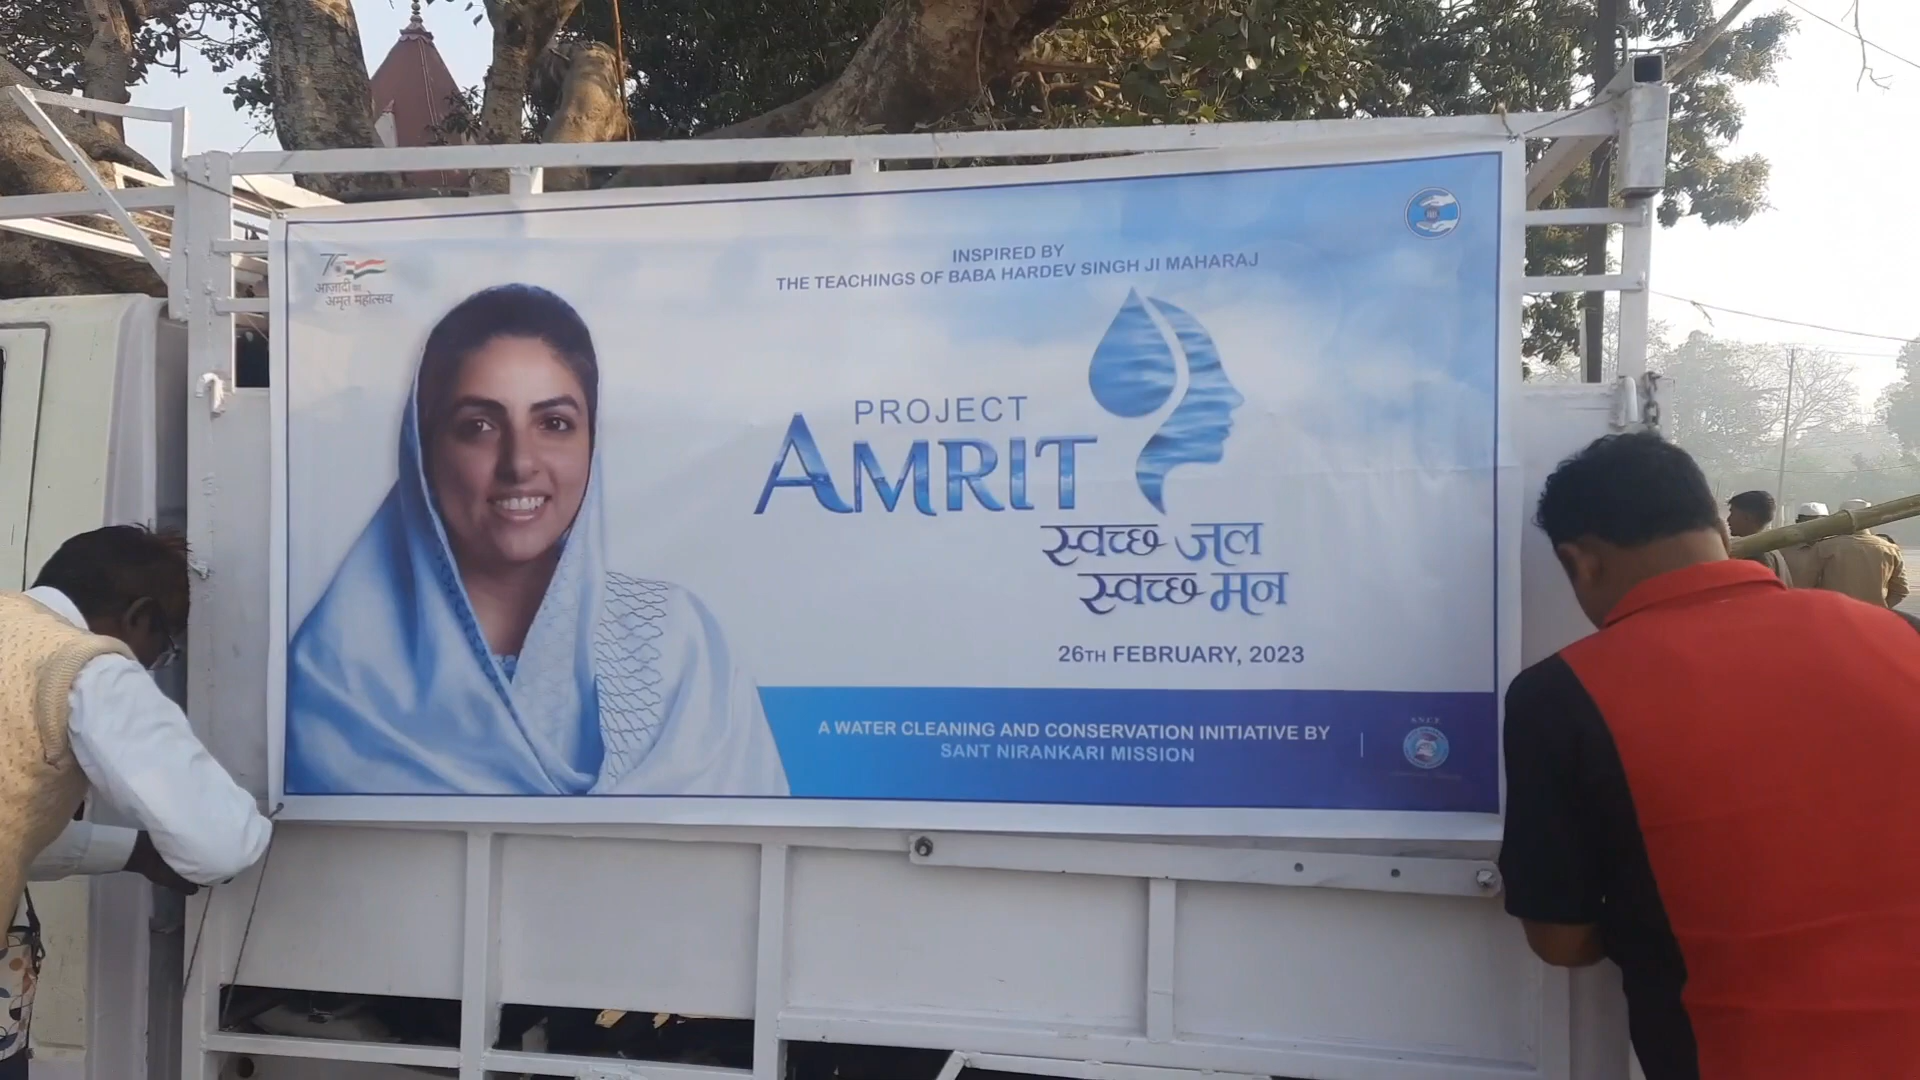 75
आज़ादी का
अमृत महोत्सव
INSPIRED BY
THE TEACHINGS OF BABA HARDEV SINGH JI MAHARAJ
PROJECT
AMRIT
स्वच्छ जल
स्वच्छ मन
26TH FEBRUARY, 2023
A WATER CLEANING AND CONSERVATION INITIATIVE BY
SANT NIRANKARI MISSION
SNCF